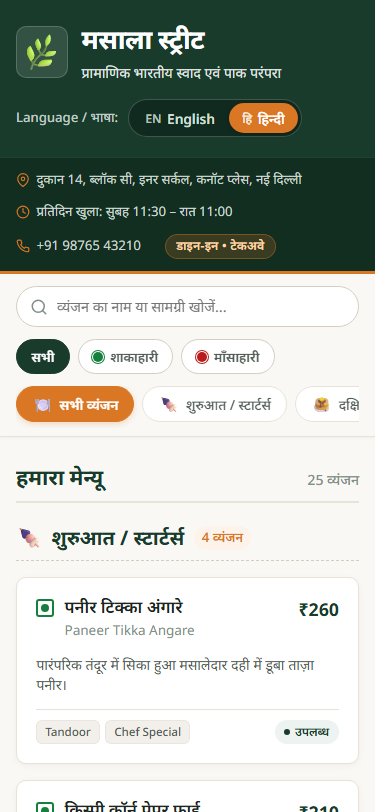 मसाला स्ट्रीट
प्रामाणिक भारतीय स्वाद एवं पाक परंपरा
Language / भाषा: EN English हि हिन्दी
दुकान 14, ब्लॉक सी, इनर सर्कल, कनॉट प्लेस, नई दिल्ली
प्रतिदिन खुला: सुबह 11:30 – रात 11:00
+91 98765 43210 डाइन-इन • टेकअवे
व्यंजन का नाम या सामग्री खोजें...
सभी शाकाहारी माँसाहारी
सभी व्यंजन शुरुआत / स्टार्टर्स
हमारा मेन्यू 25 व्यंजन
शुरुआत / स्टार्टर्स 4 व्यंजन
पनीर टिक्का अंगारे ₹260
Paneer Tikka Angare
पारंपरिक तंदूर में सिका हुआ मसालेदार दही में डूबा ताज़ा
पनीर।
Tandoor Chef Special • उपलब्ध
क्रिस्पी कॉर्न पेपर फ्राई ₹210